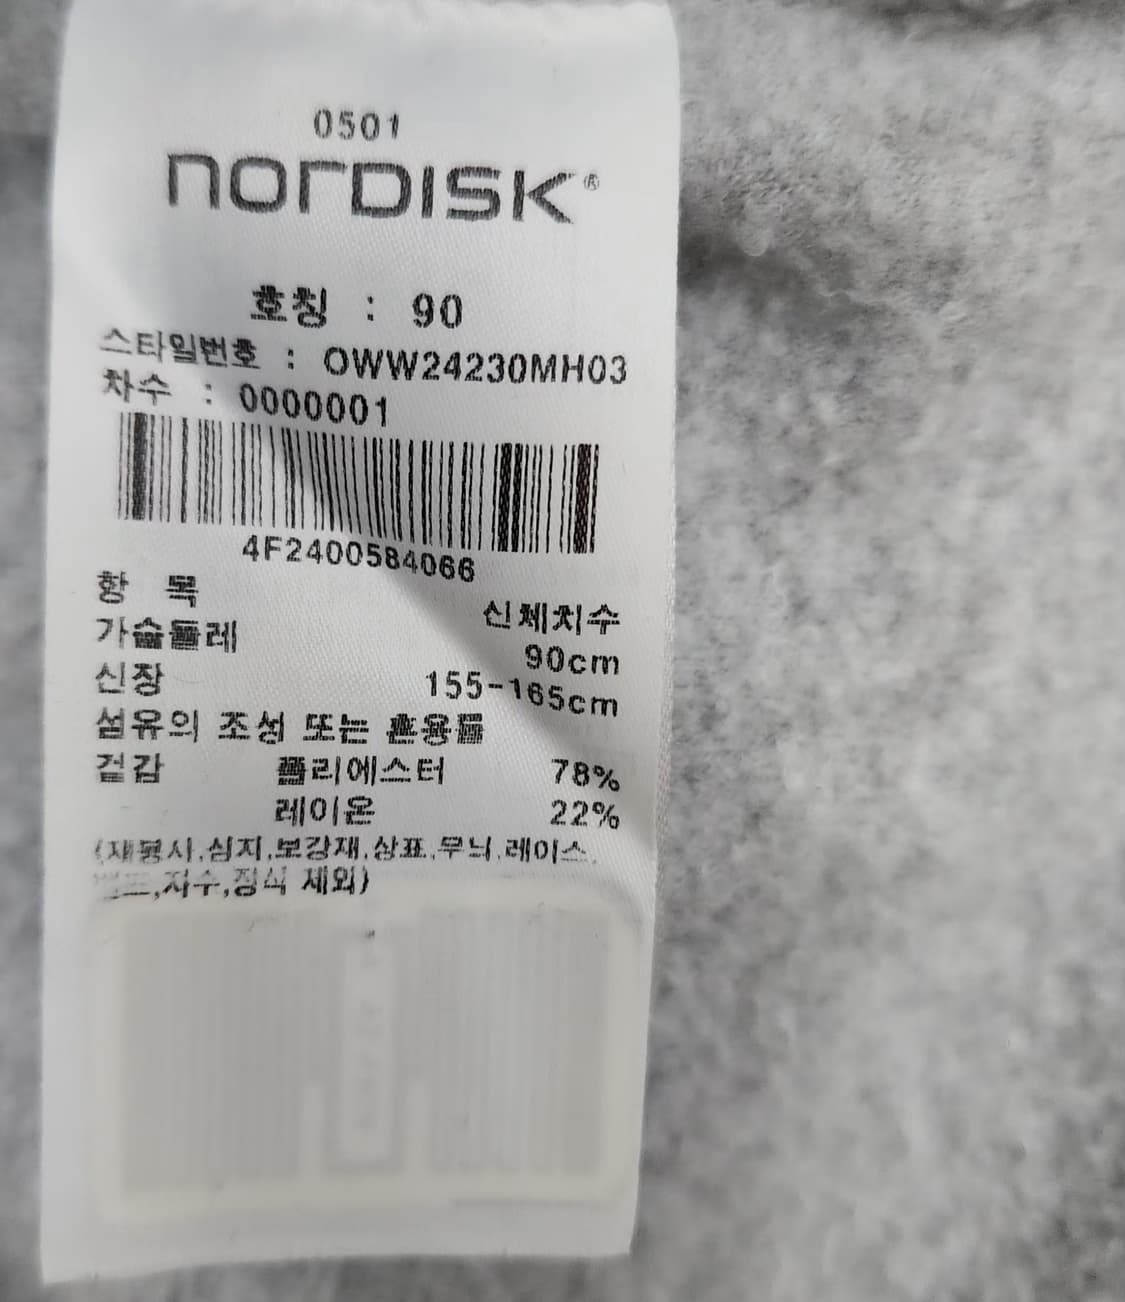 0501
norDISK®
호칭 : 90
스타일번호 : OWW24230MH03
차수 : 0000001
4F2400584066
항 목 신체치수
가슴둘레 90cm
신장 155-165cm
섬유의 조성 또는 혼용률
겉감 폴리에스터 78%
레이온 22%
(재봉사,심지,보강재,상표,무늬,레이스,
자수,장식 제외)